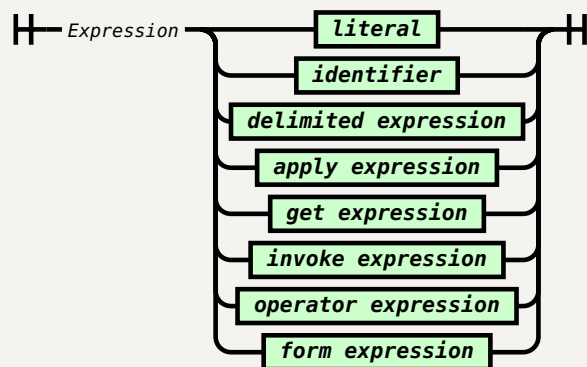 Expression
literal
identifier
delimited expression
apply expression
get expression
invoke expression
operator expression
form expression